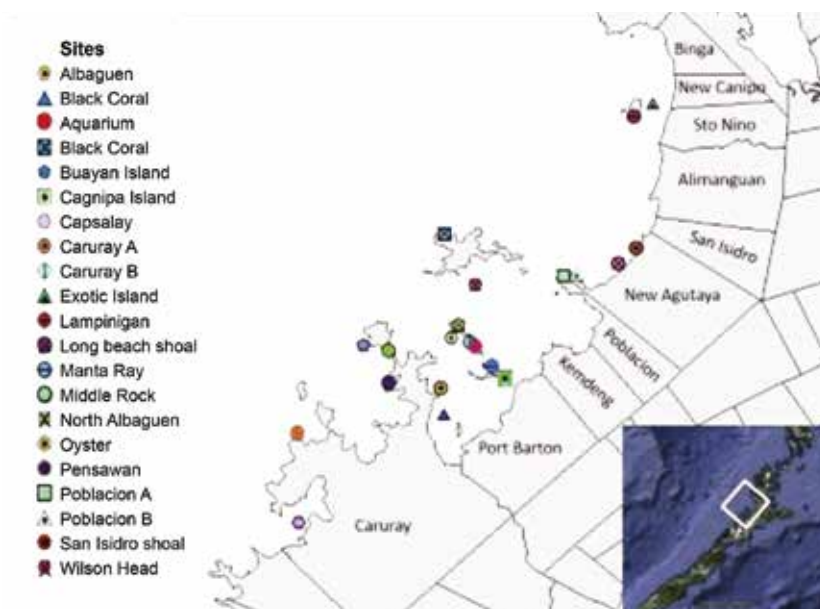 Sites
Albaguen
Black Coral
Aquarium
Black Coral
Buayan Island
Cagnipa Island
Capsalay
Caruray A
Caruray B
Exotic Island
Lampinigan
Long beach shoal
Manta Ray
Middle Rock
North Albaguen
Oyster
Pensawan
Poblacion A
Poblacion B
San Isidro shoal
Wilson Head
Binga
New Canipo
Sto Nino
Alimanguan
San Isidro
New Agutaya
Poblacion
Kemdeng
Port Barton
Caruray